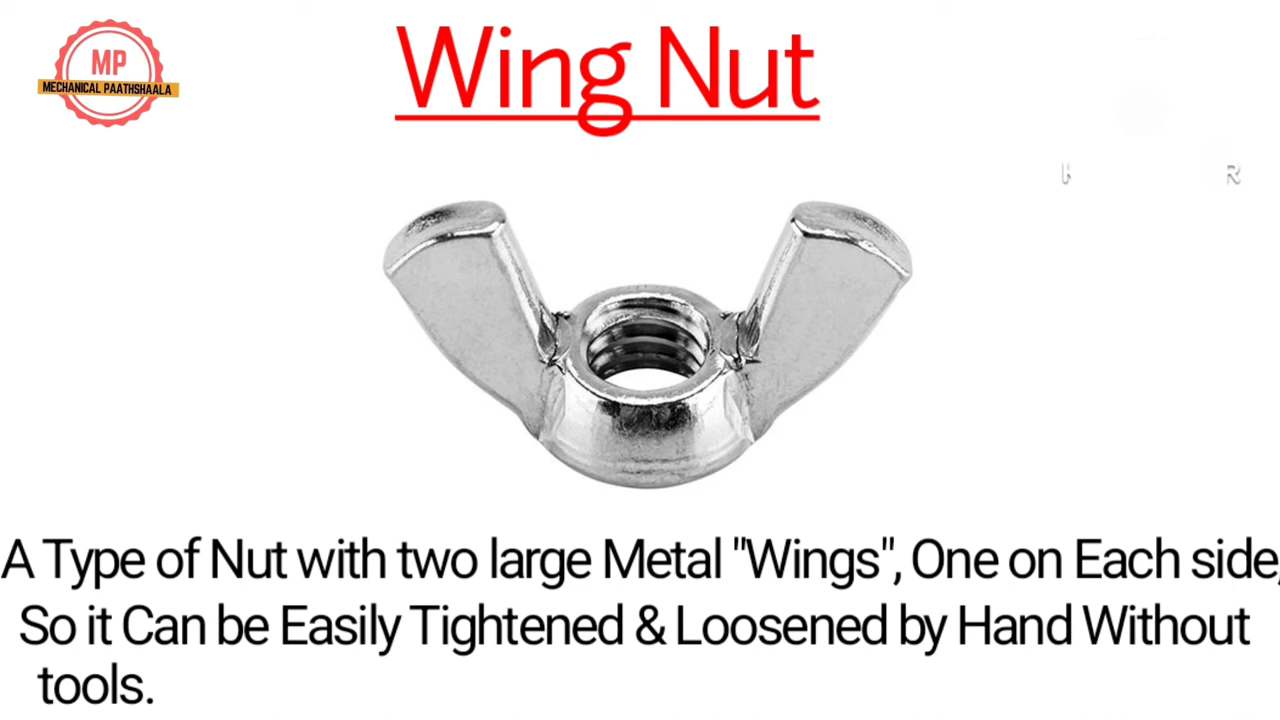 MP
MECHANICAL PAATHSHAALA
Wing Nut
A Type of Nut with two large Metal "Wings", One on Each side,
So it Can be Easily Tightened & Loosened by Hand Without
tools.